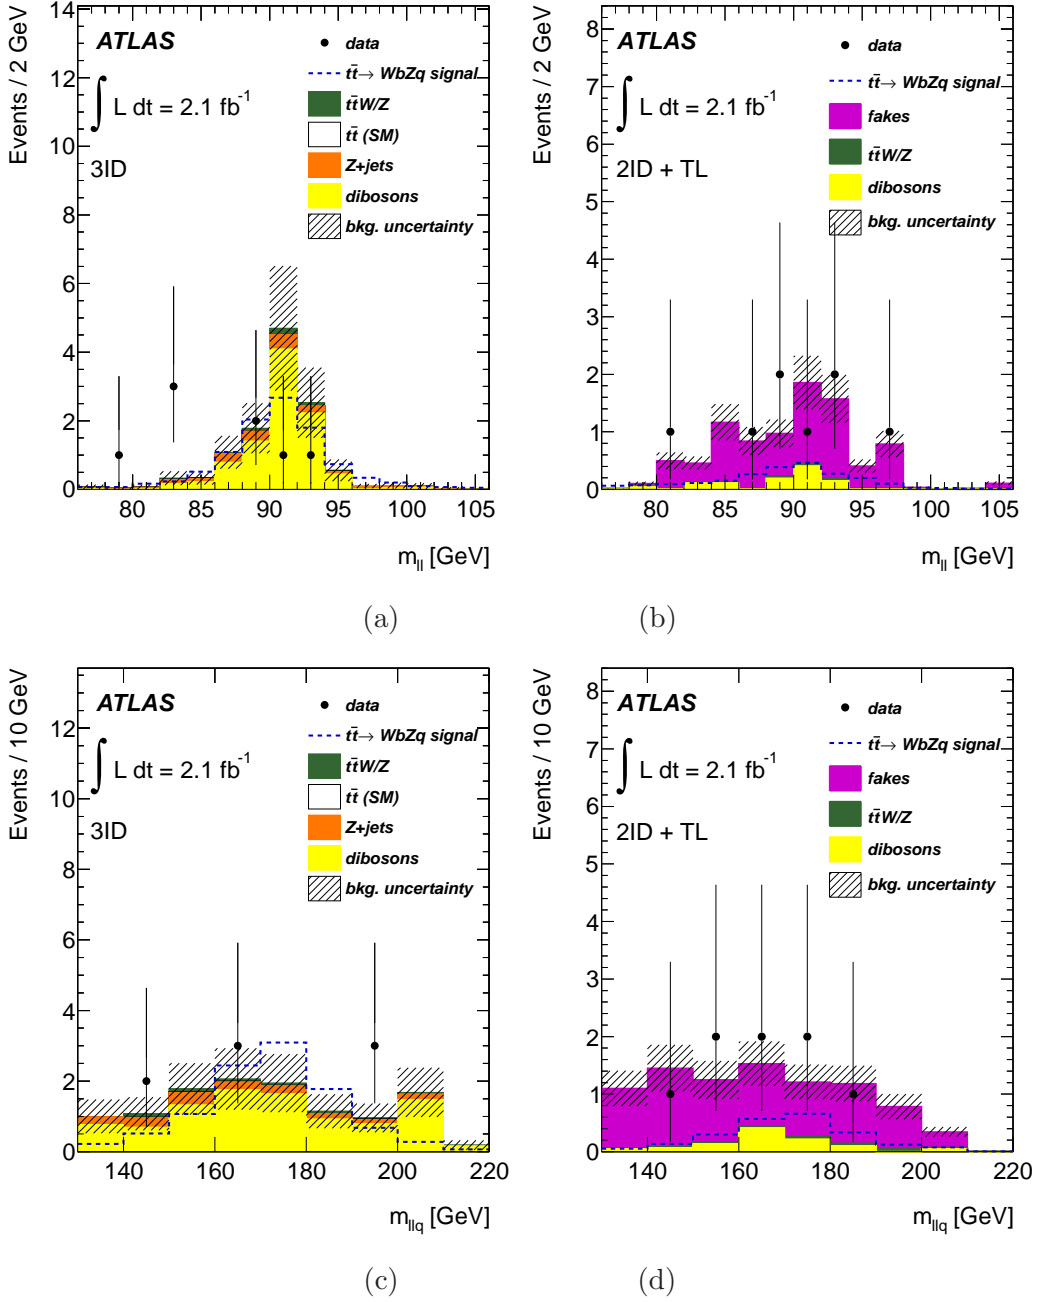 ATLAS
∫ L dt = 2.1 fb⁻¹
3ID
data
tt̄→ WbZq signal
tt̄W/Z
tt̄ (SM)
Z+jets
dibosons
bkg. uncertainty
Events / 2 GeV
14
12
10
8
6
4
2
0
80 85 90 95 100 105
m_ll [GeV]
(a)
ATLAS
∫ L dt = 2.1 fb⁻¹
2ID + TL
data
tt̄→ WbZq signal
fakes
tt̄W/Z
dibosons
bkg. uncertainty
Events / 2 GeV
8
7
6
5
4
3
2
1
0
80 85 90 95 100 105
m_ll [GeV]
(b)
ATLAS
∫ L dt = 2.1 fb⁻¹
3ID
data
tt̄→ WbZq signal
tt̄W/Z
tt̄ (SM)
Z+jets
dibosons
bkg. uncertainty
Events / 10 GeV
12
10
8
6
4
2
0
140 160 180 200 220
m_llq [GeV]
(c)
ATLAS
∫ L dt = 2.1 fb⁻¹
2ID + TL
data
tt̄→ WbZq signal
fakes
tt̄W/Z
dibosons
bkg. uncertainty
Events / 10 GeV
8
7
6
5
4
3
2
1
0
140 160 180 200 220
m_llq [GeV]
(d)